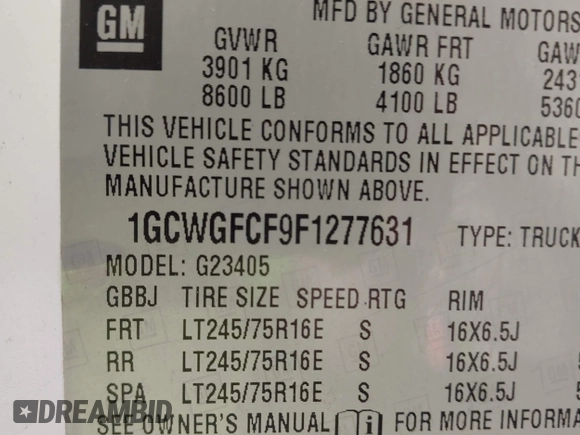 GM
MFD BY GENERAL MOTORS
GVWR GAWR FRT GAW
3901 KG 1860 KG 243
8600 LB 4100 LB 5360
THIS VEHICLE CONFORMS TO ALL APPLICABLE
VEHICLE SAFETY STANDARDS IN EFFECT ON TH
MANUFACTURE SHOWN ABOVE.
1GCWGFCF9F1277631 TYPE: TRUCK
MODEL: G23405
GBBJ TIRE SIZE SPEED RTG RIM
FRT LT245/75R16E S 16X6.5J
RR LT245/75R16E S 16X6.5J
SPA LT245/75R16E S 16X6.5J
SEE OWNER'S MANUAL i FOR MORE INFORMA
DREAMBID